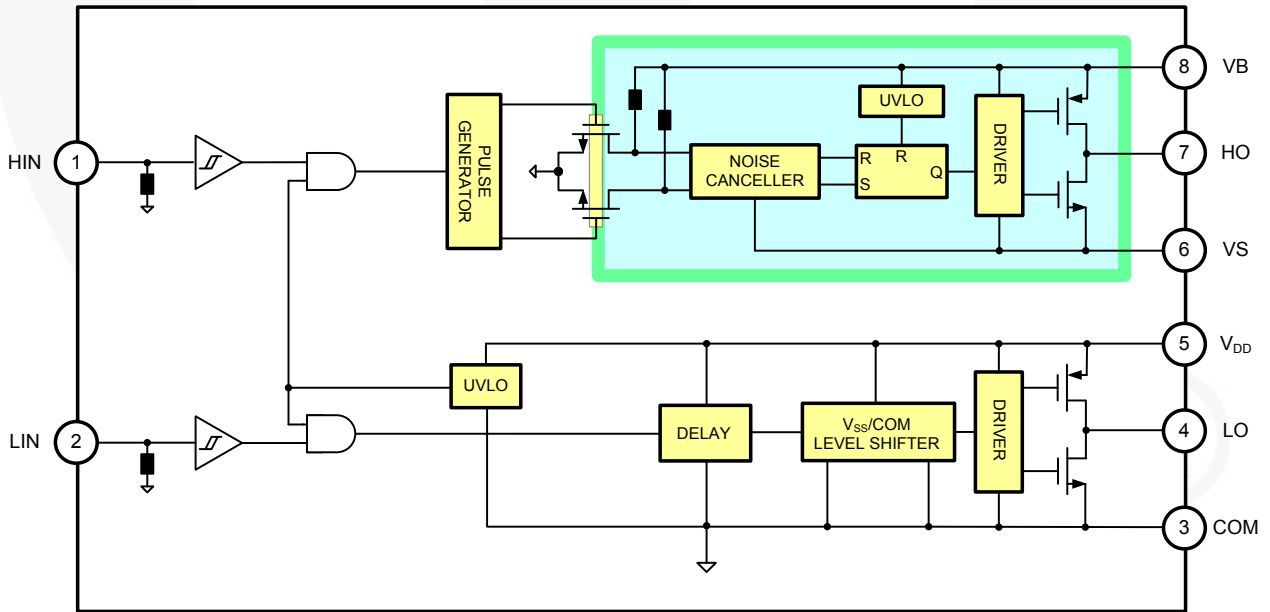 HIN
1
PULSE
GENERATOR
NOISE
CANCELLER
UVLO
R
R
S
Q
DRIVER
8
VB
7
HO
6
VS
LIN
2
UVLO
DELAY
VSS/COM
LEVEL SHIFTER
DRIVER
5
VDD
4
LO
3
COM